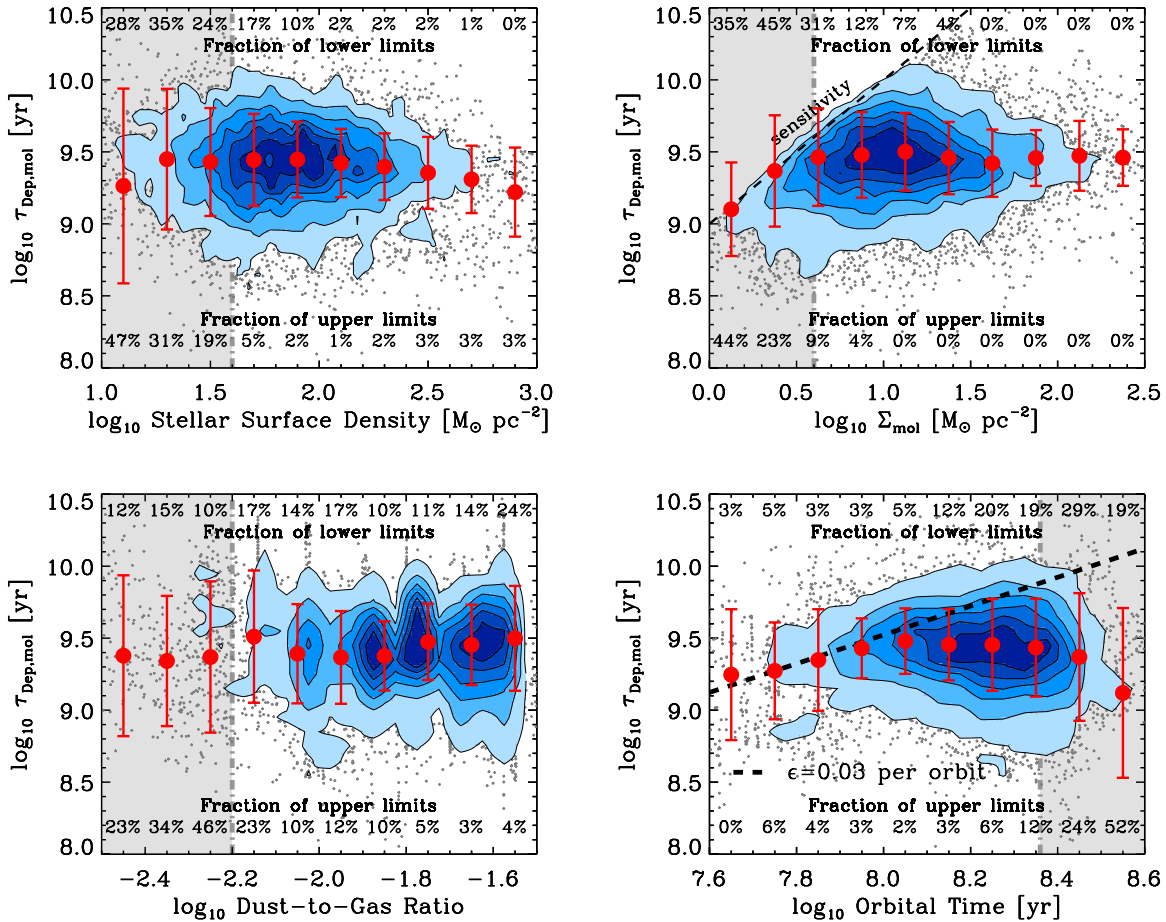 10.5 28% 35% 24% 17% 10% 2% 2% 2% 1% 0%
Fraction of lower limits
10.0
9.5
9.0
8.5
8.0
log₁₀ τDep,mol [yr]
Fraction of upper limits
47% 31% 19% 5% 2% 1% 2% 3% 3% 3%
1.0 1.5 2.0 2.5 3.0
log₁₀ Stellar Surface Density [M⊙ pc⁻²]
10.5 35% 45% 31% 12% 7% 4% 0% 0% 0% 0%
Fraction of lower limits
sensitivity
10.0
9.5
9.0
8.5
8.0
log₁₀ τDep,mol [yr]
Fraction of upper limits
44% 23% 9% 4% 0% 0% 0% 0% 0% 0%
0.0 0.5 1.0 1.5 2.0 2.5
log₁₀ Σmol [M⊙ pc⁻²]
10.5 12% 15% 10% 17% 14% 17% 10% 11% 14% 24%
Fraction of lower limits
10.0
9.5
9.0
8.5
8.0
log₁₀ τDep,mol [yr]
Fraction of upper limits
23% 34% 46% 23% 10% 12% 10% 5% 3% 4%
−2.4 −2.2 −2.0 −1.8 −1.6
log₁₀ Dust−to−Gas Ratio
10.5 3% 5% 3% 3% 5% 12% 20% 19% 29% 19%
Fraction of lower limits
10.0
9.5
9.0
8.5
8.0
log₁₀ τDep,mol [yr]
ϵ=0.03 per orbit
Fraction of upper limits
0% 6% 4% 3% 2% 3% 6% 12% 24% 52%
7.6 7.8 8.0 8.2 8.4 8.6
log₁₀ Orbital Time [yr]